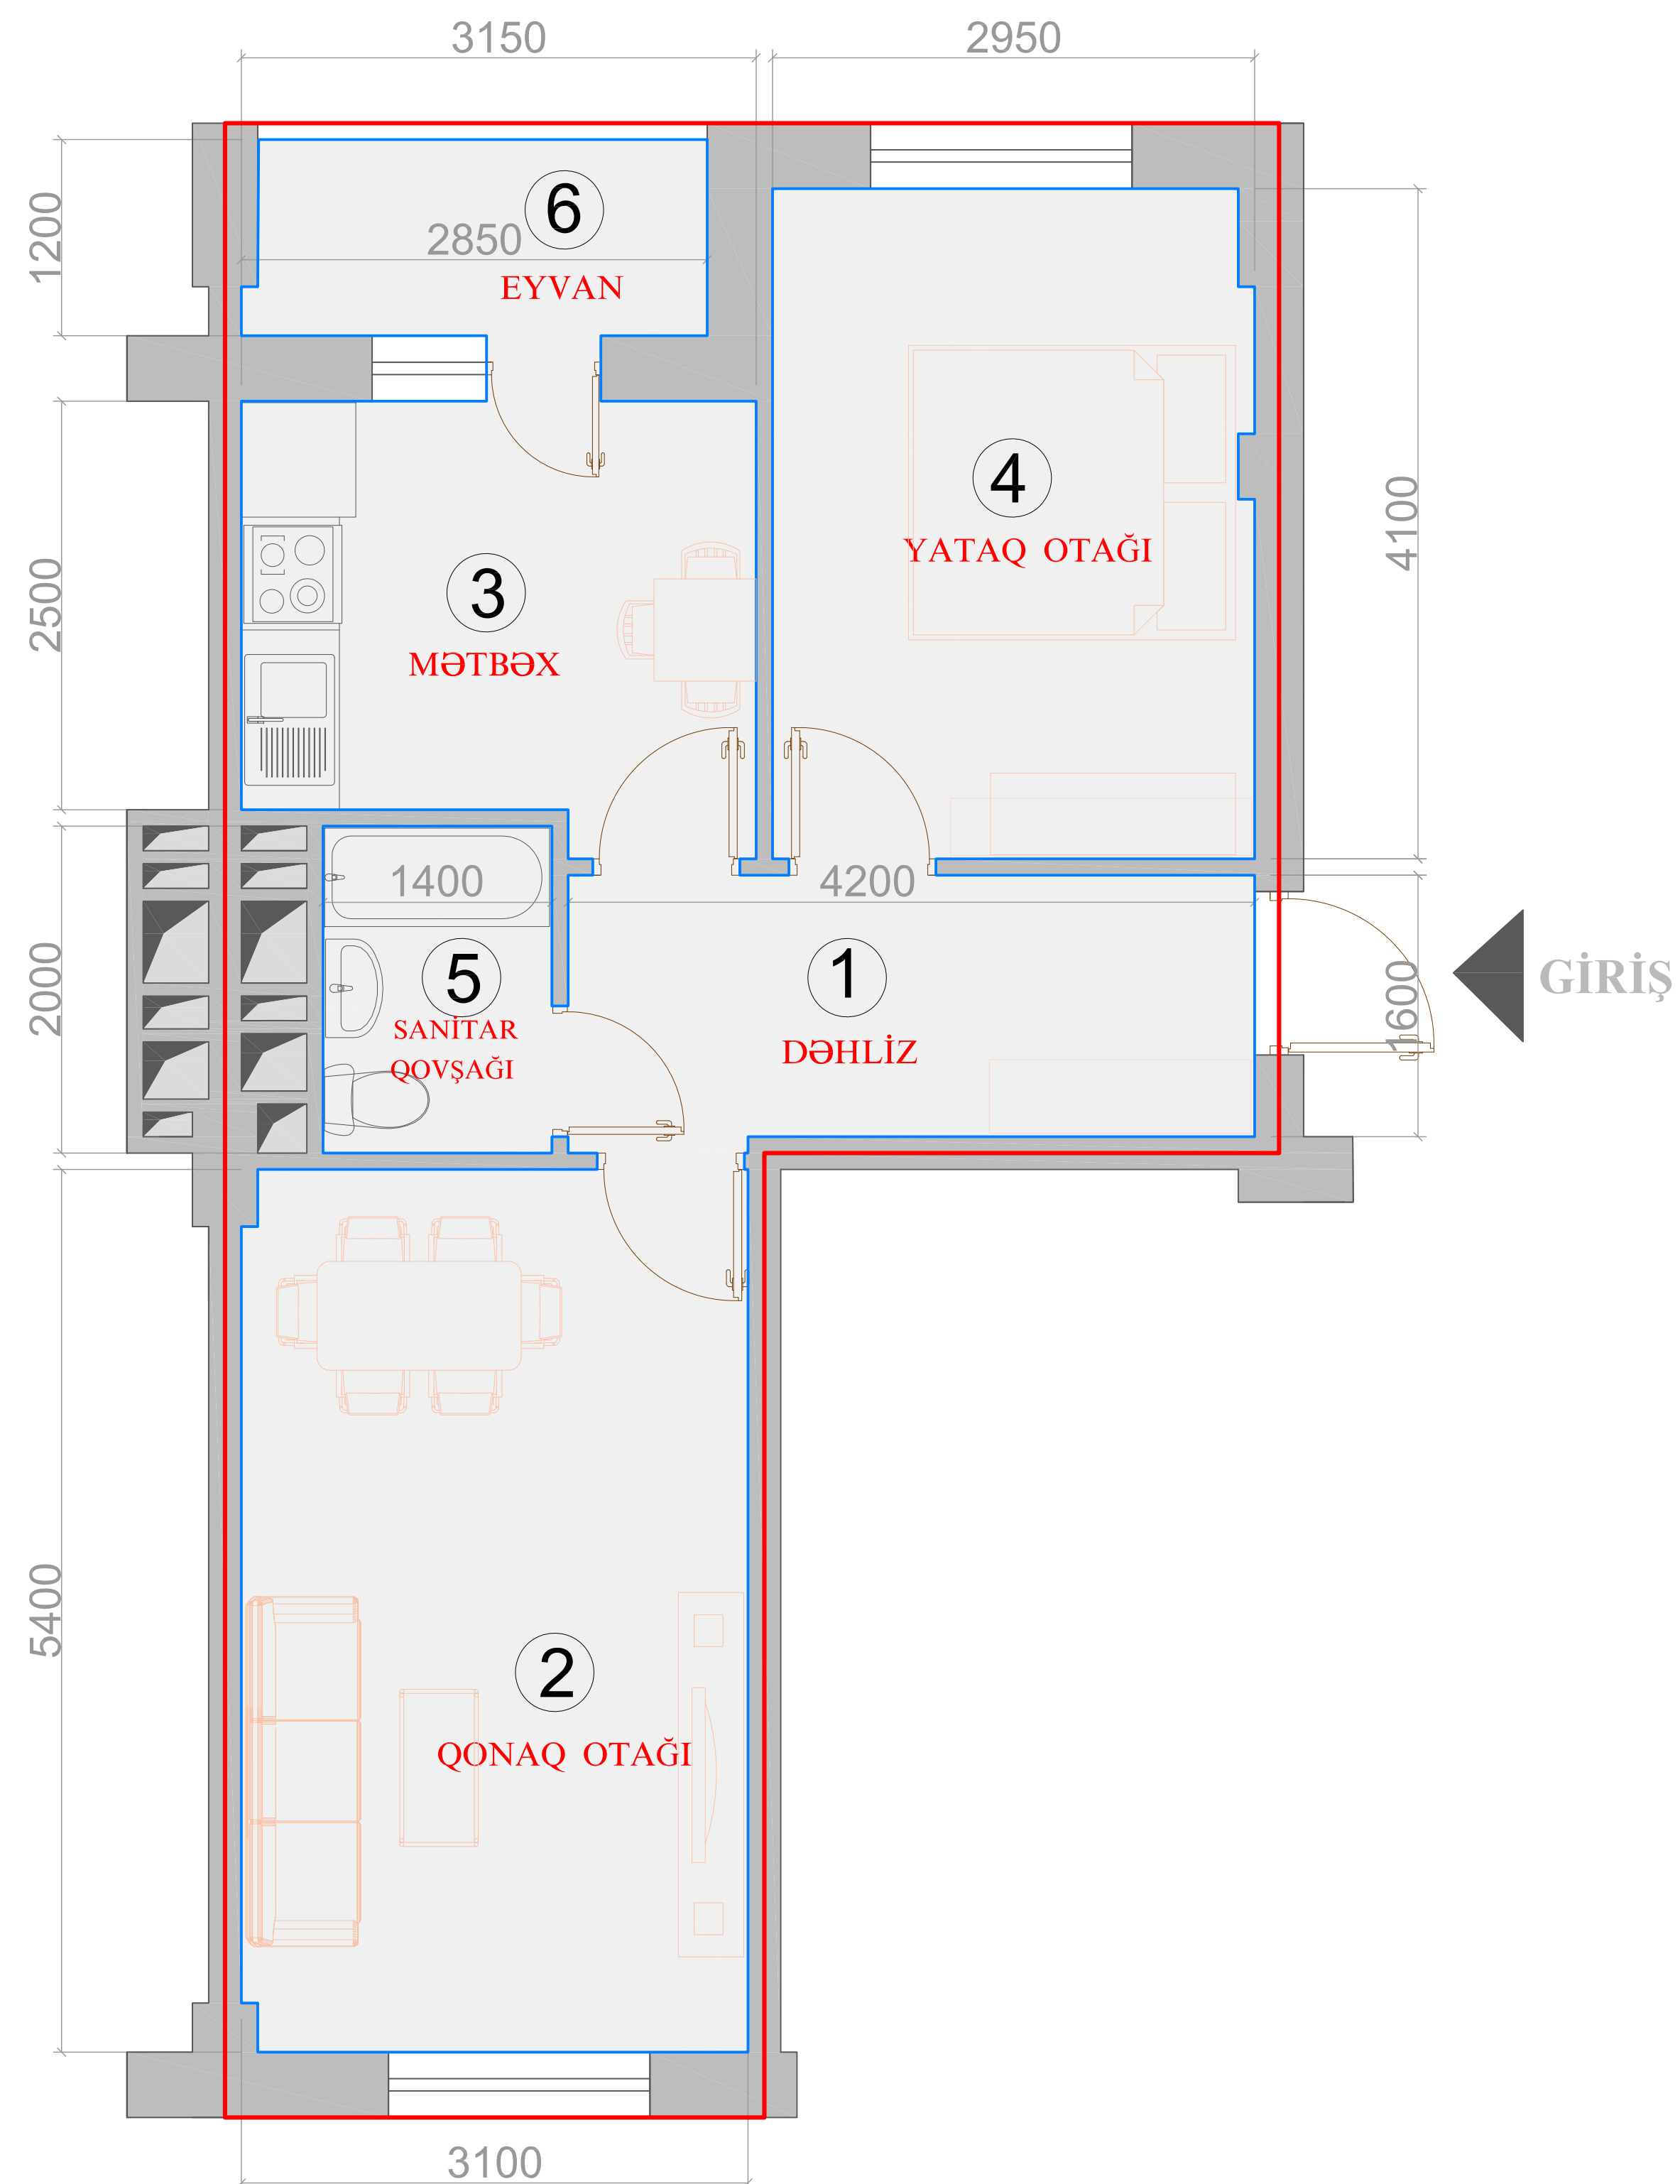 3150
2950
1200
6
2850
EYVAN
4
YATAQ OTAĞI
4100
2500
3
MƏTBƏX
1400
4200
2000
5
SANİTAR
QOVŞAĞI
1
DƏHLİZ
1600
GİRİŞ
5400
2
QONAQ OTAĞI
3100